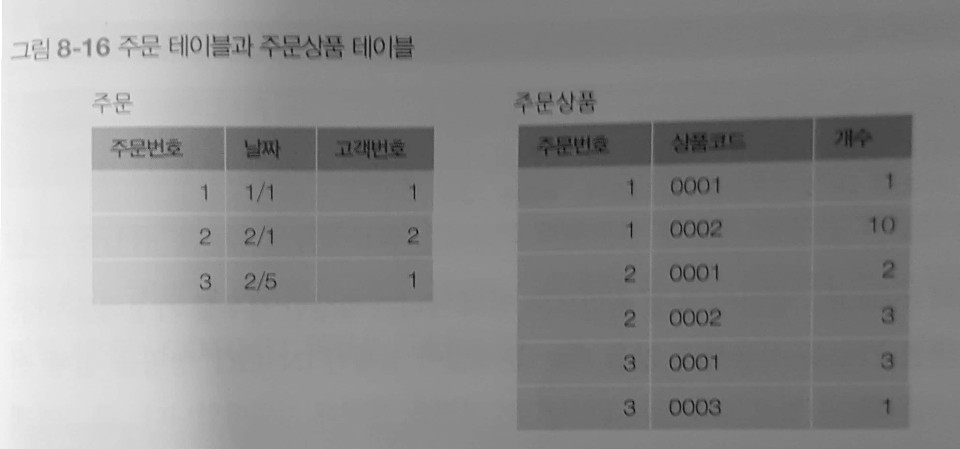 그림 8-16 주문 테이블과 주문상품 테이블
주문
주문번호 날짜 고객번호
1 1/1 1
2 2/1 2
3 2/5 1
주문상품
주문번호 상품코드 개수
1 0001 1
1 0002 10
2 0001 2
2 0002 3
3 0001 3
3 0003 1